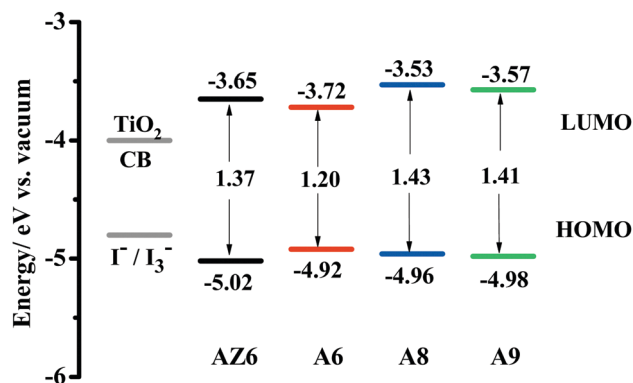 -3
-4
-5
-6
Energy/ eV vs. vacuum
TiO2
CB
I⁻ / I3⁻
-3.65
-3.72
-3.53
-3.57
LUMO
1.37
1.20
1.43
1.41
HOMO
-5.02
-4.92
-4.96
-4.98
AZ6
A6
A8
A9